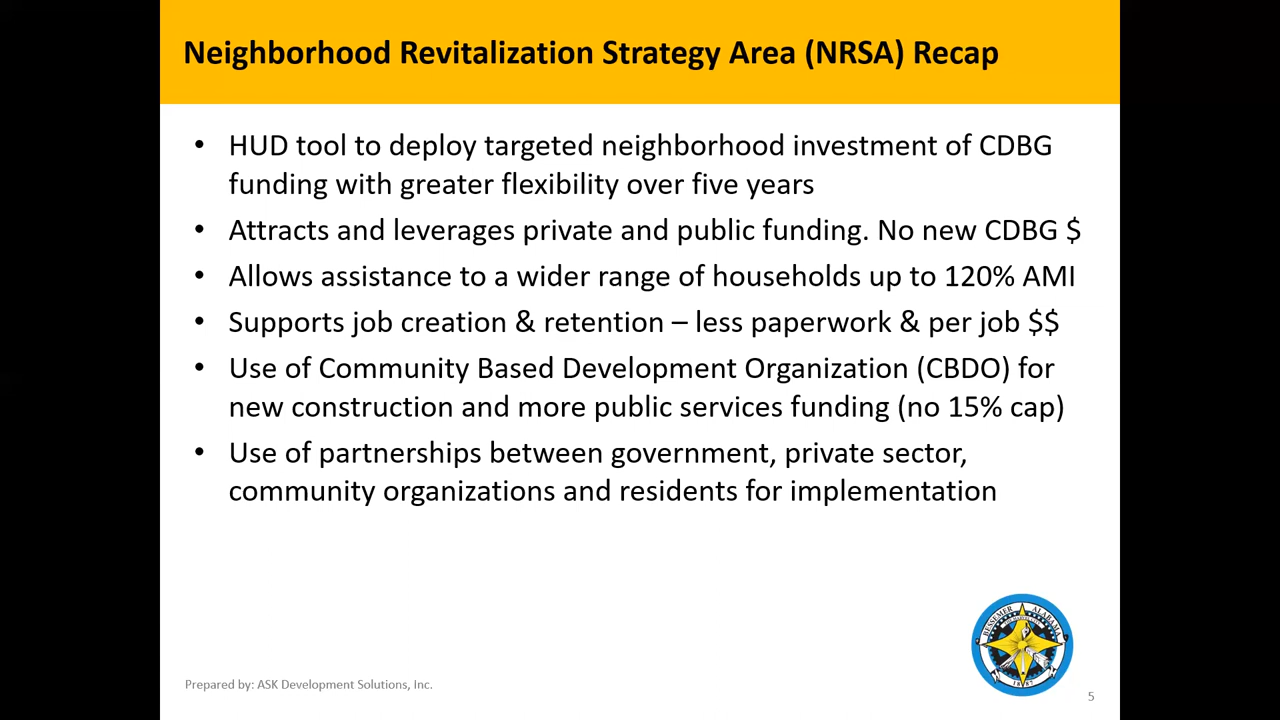 Neighborhood Revitalization Strategy Area (NRSA) Recap
• HUD tool to deploy targeted neighborhood investment of CDBG
funding with greater flexibility over five years
• Attracts and leverages private and public funding. No new CDBG $
• Allows assistance to a wider range of households up to 120% AMI
• Supports job creation & retention – less paperwork & per job $$
• Use of Community Based Development Organization (CBDO) for
new construction and more public services funding (no 15% cap)
• Use of partnerships between government, private sector,
community organizations and residents for implementation
BESSEMER ALABAMA
1887
Prepared by: ASK Development Solutions, Inc.
5